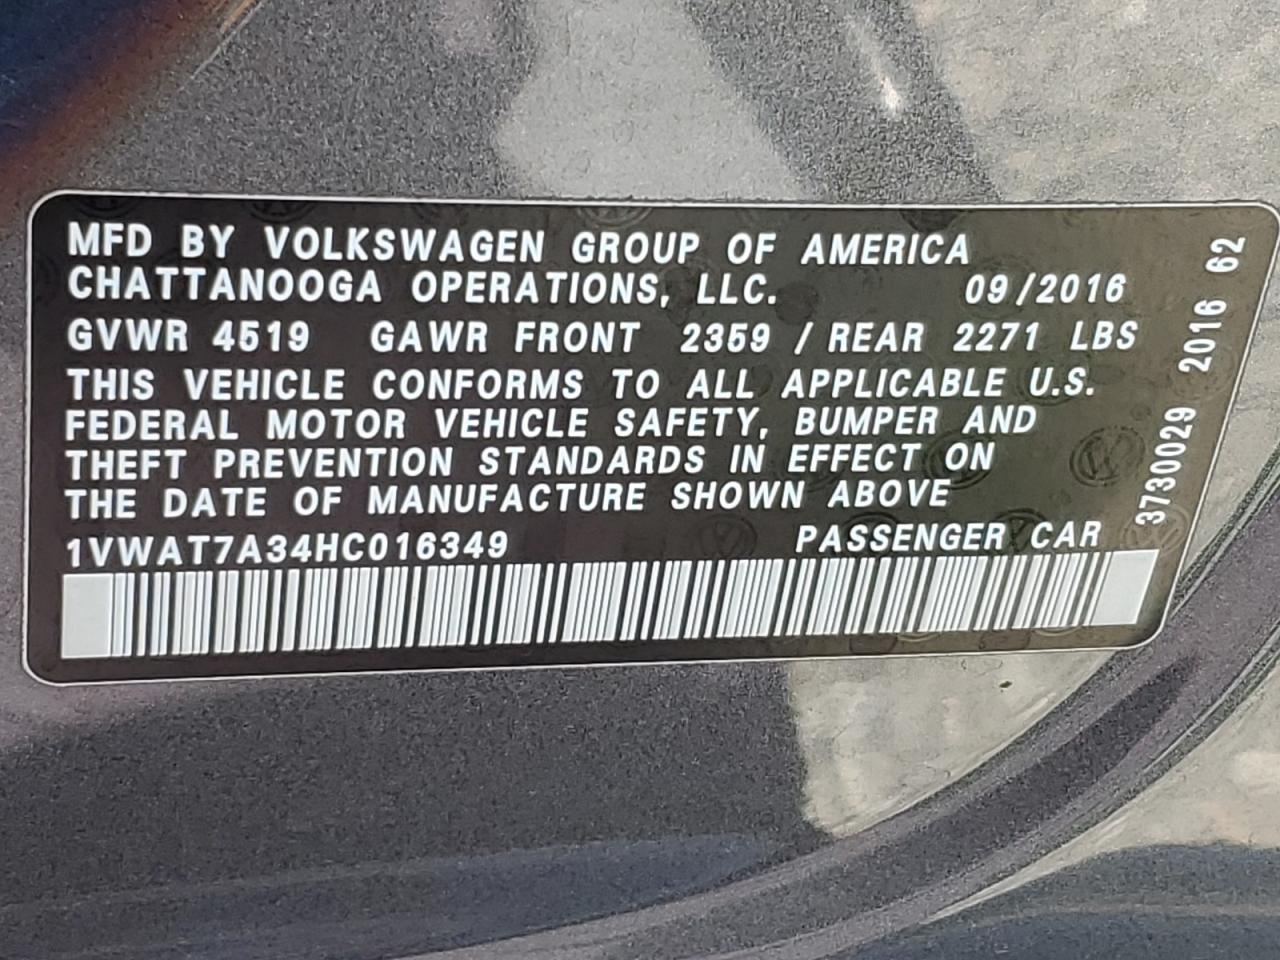 MFD BY VOLKSWAGEN GROUP OF AMERICA
CHATTANOOGA OPERATIONS, LLC. 09/2016
GVWR 4519 GAWR FRONT 2359 / REAR 2271 LBS
THIS VEHICLE CONFORMS TO ALL APPLICABLE U.S.
FEDERAL MOTOR VEHICLE SAFETY, BUMPER AND
THEFT PREVENTION STANDARDS IN EFFECT ON
THE DATE OF MANUFACTURE SHOWN ABOVE
1VWAT7A34HC016349 PASSENGER CAR
3730029 2016 62